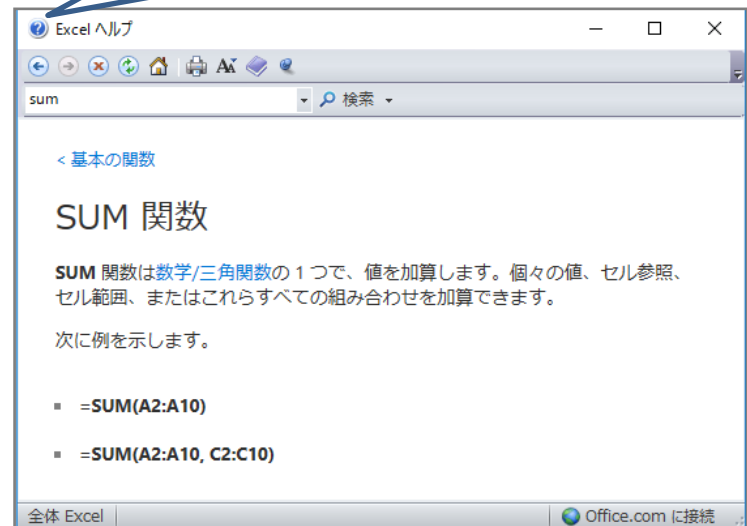 Excel ヘルプ
sum
検索
< 基本の関数
SUM 関数
SUM 関数は数学/三角関数の 1 つで、値を加算します。個々の値、セル参照、
セル範囲、またはこれらすべての組み合わせを加算できます。
次に例を示します。
=SUM(A2:A10)
=SUM(A2:A10, C2:C10)
全体 Excel
Office.com に接続